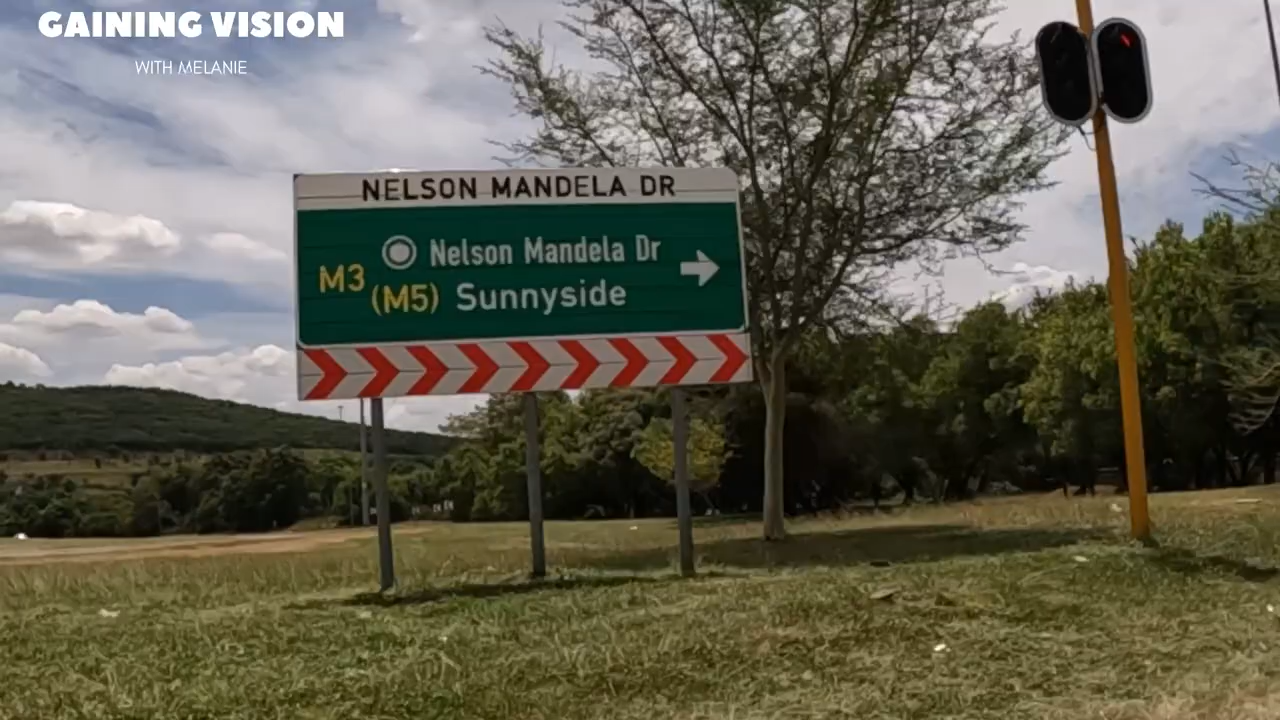 GAINING VISION
WITH MELANIE
NELSON MANDELA DR
Nelson Mandela Dr
M3
(M5) Sunnyside